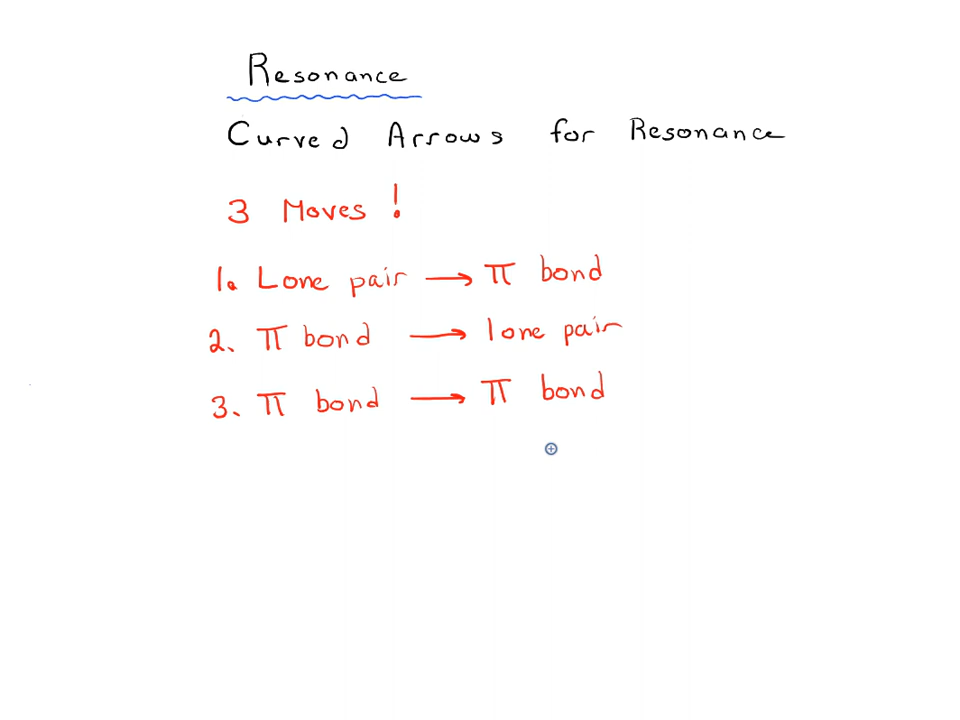 Resonance
Curved Arrows for Resonance
3 Moves !
1. Lone pair → π bond
2. π bond → lone pair
3. π bond → π bond